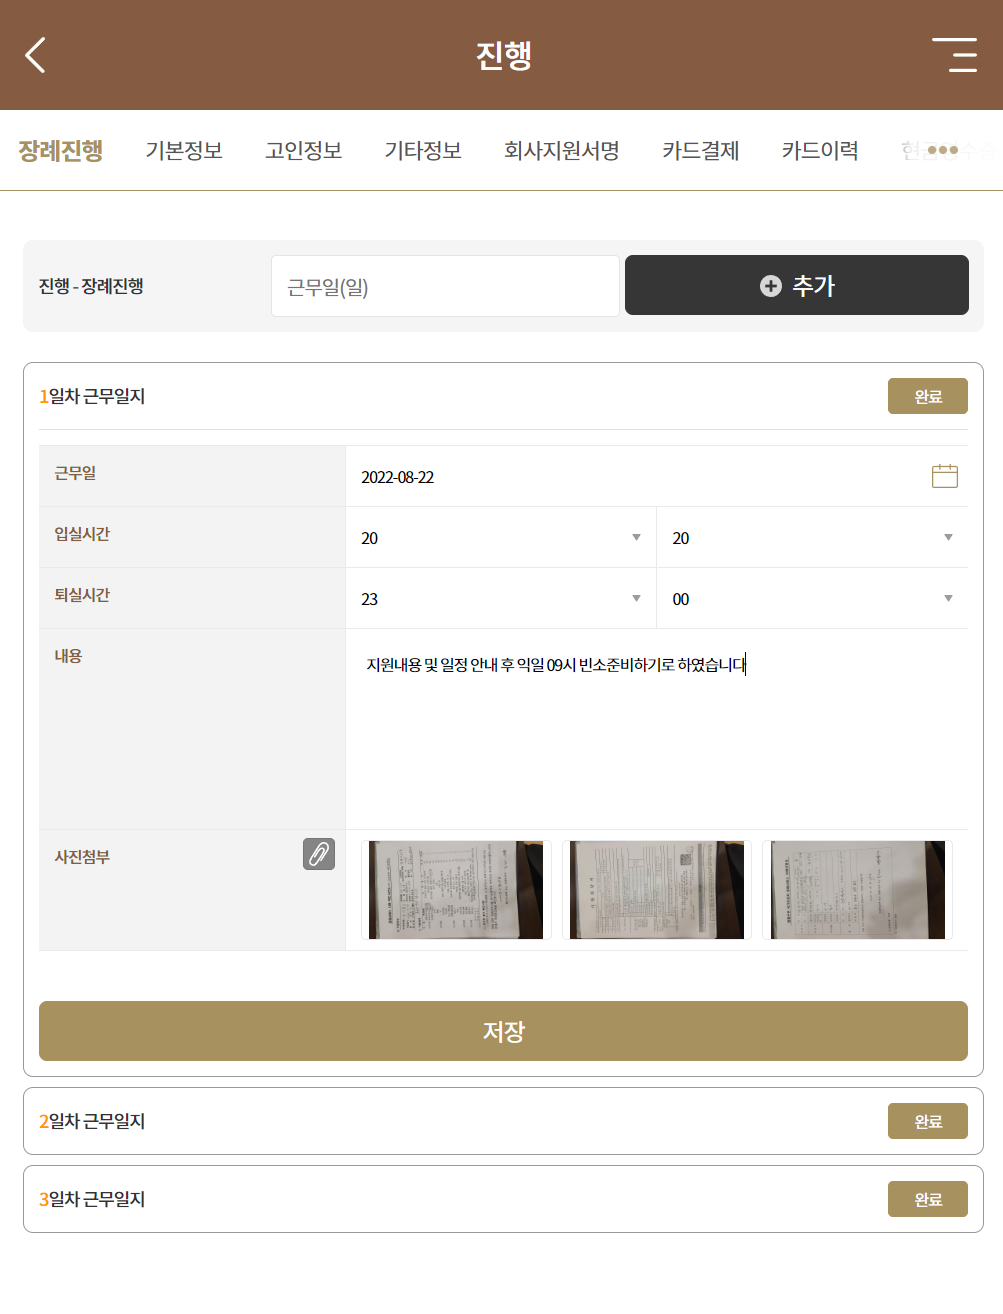 진행
장례진행 기본정보 고인정보 기타정보 회사지원서명 카드결제 카드이력
진행 - 장례진행 근무일(일) 추가
1일차 근무일지 완료
근무일 2022-08-22
입실시간 20 20
퇴실시간 23 00
내용 지원내용 및 일정 안내 후 익일 09시 빈소준비하기로 하였습니다
사진첨부
저장
2일차 근무일지 완료
3일차 근무일지 완료